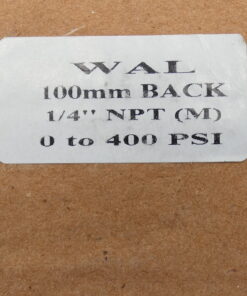 WAL
100mm BACK
1/4" NPT (M)
0 to 400 PSI